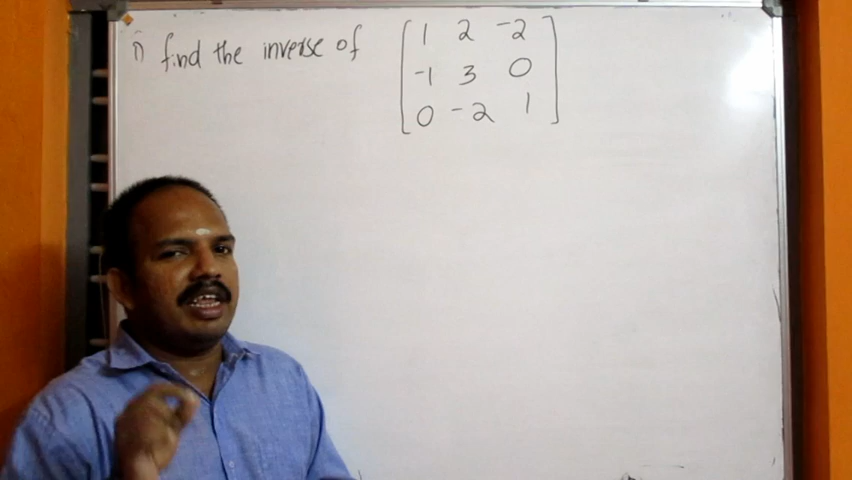 1) find the inverse of
1 2 -2
-1 3 0
0 -2 1